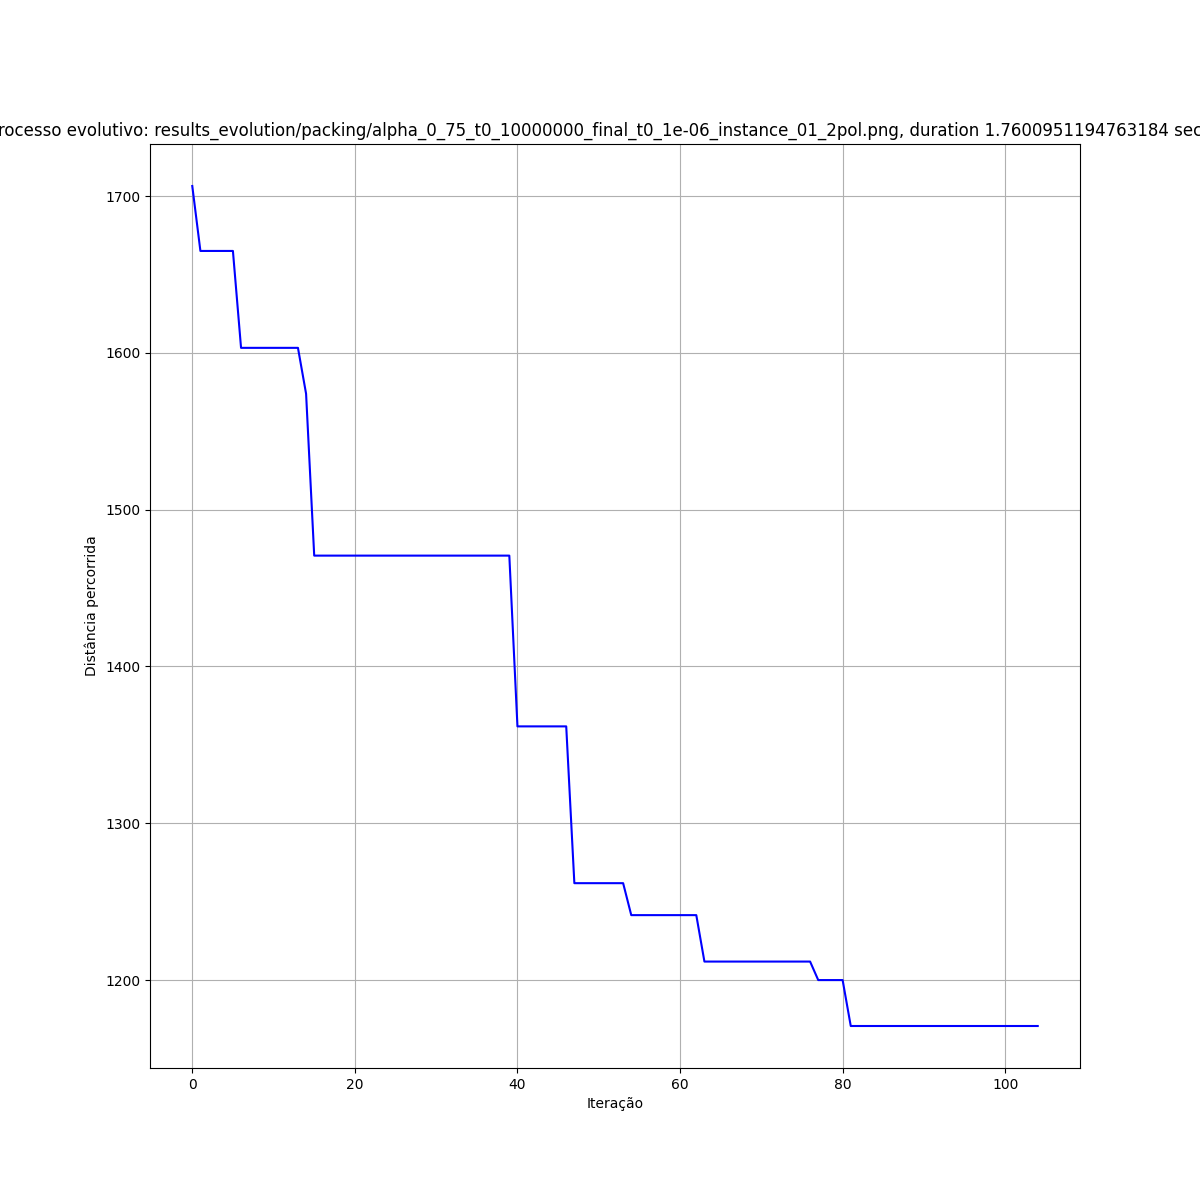 rocesso evolutivo: results_evolution/packing/alpha_0_75_t0_10000000_final_t0_1e-06_instance_01_2pol.png, duration 1.7600951194763184 sec
1700
1600
1500
1400
1300
1200
Distância percorrida
0 20 40 60 80 100
Iteração